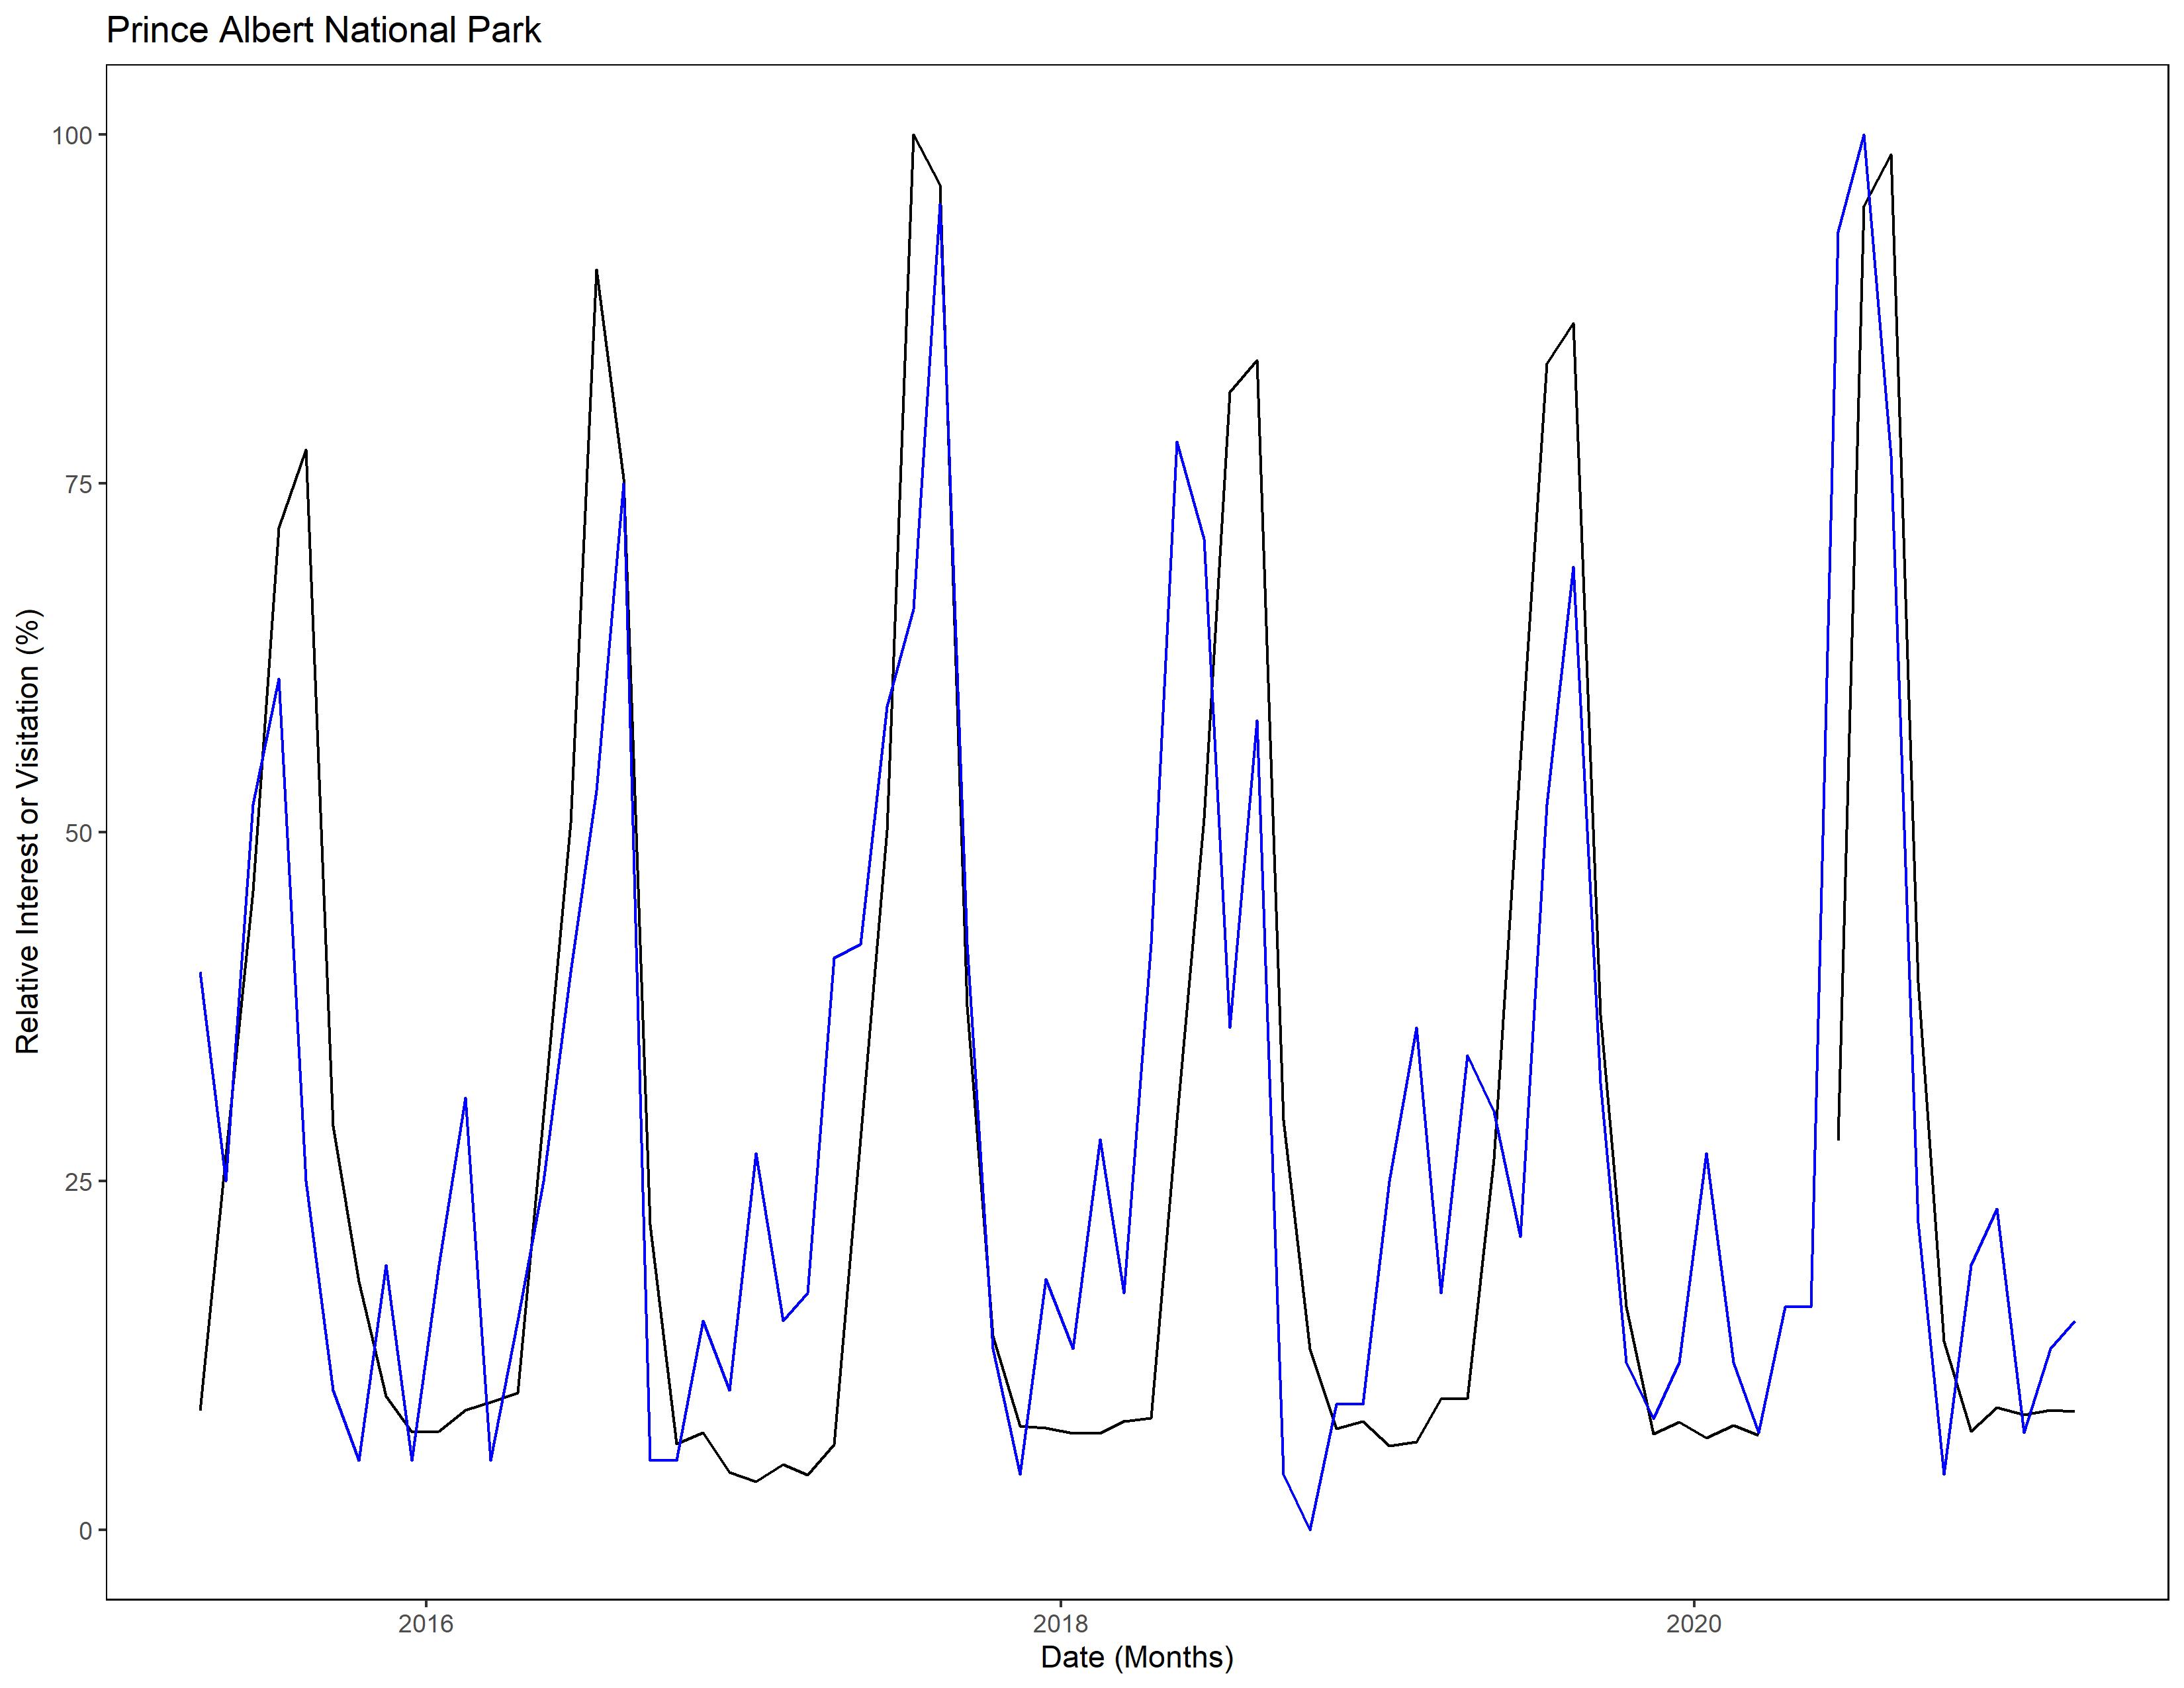 Prince Albert National Park
Relative Interest or Visitation (%)
100
75
50
25
0
2016
2018
2020
Date (Months)